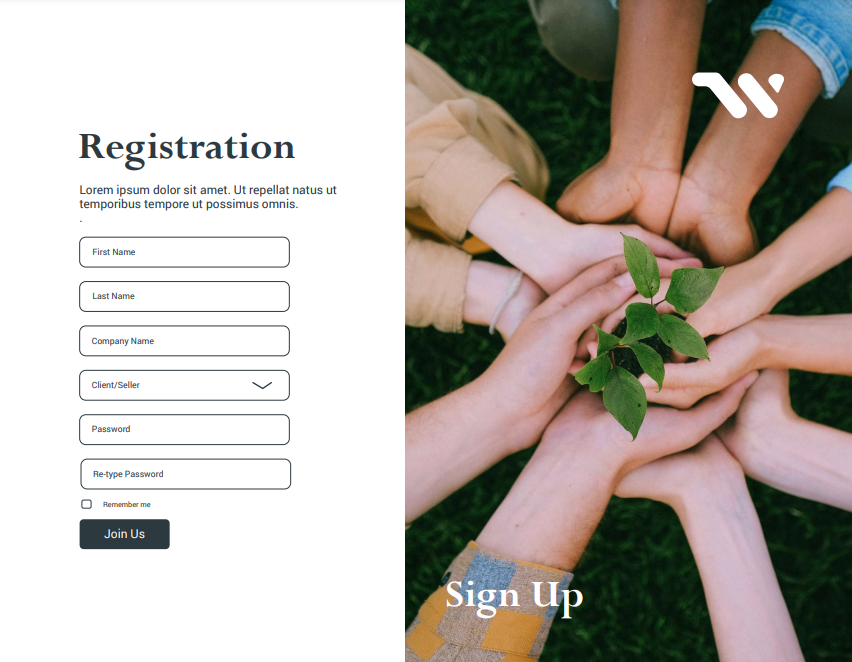 Registration
Lorem ipsum dolor sit amet. Ut repellat natus ut
temporibus tempore ut possimus omnis.
.
First Name
Last Name
Company Name
Client/Seller
Password
Re-type Password
Remember me
Join Us
Sign Up